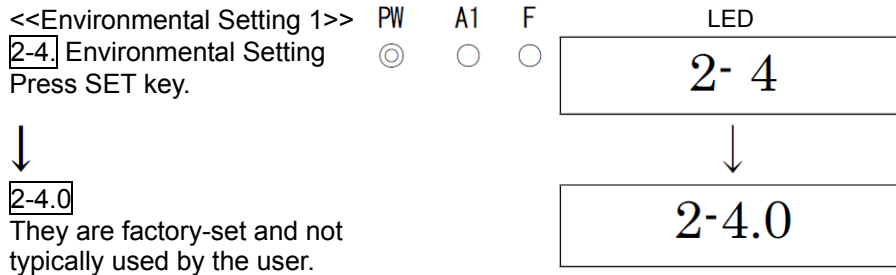 <<Environmental Setting 1>> PW A1 F LED
2-4. Environmental Setting ◎ ○ ○ 2- 4
Press SET key.
↓ ↓
2-4.0 2-4.0
They are factory-set and not
typically used by the user.